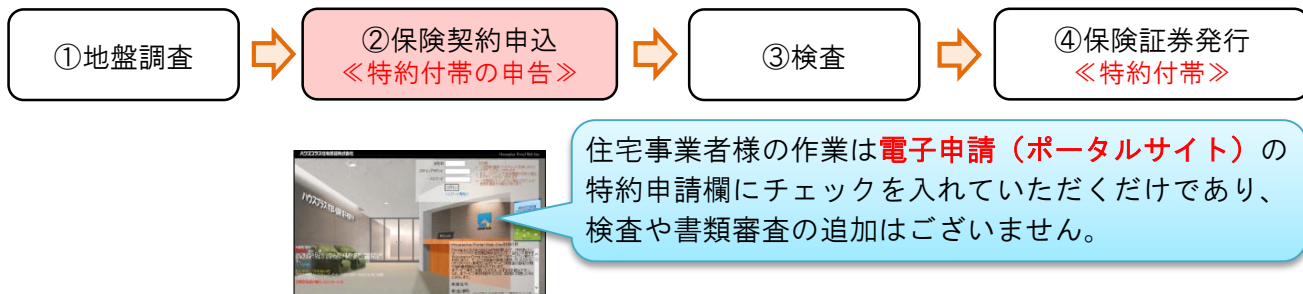 ①地盤調査
②保険契約申込
≪特約付帯の申告≫
③検査
④保険証券発行
≪特約付帯≫
住宅事業者様の作業は電子申請（ポータルサイト）の
特約申請欄にチェックを入れていただくだけであり、
検査や書類審査の追加はございません。